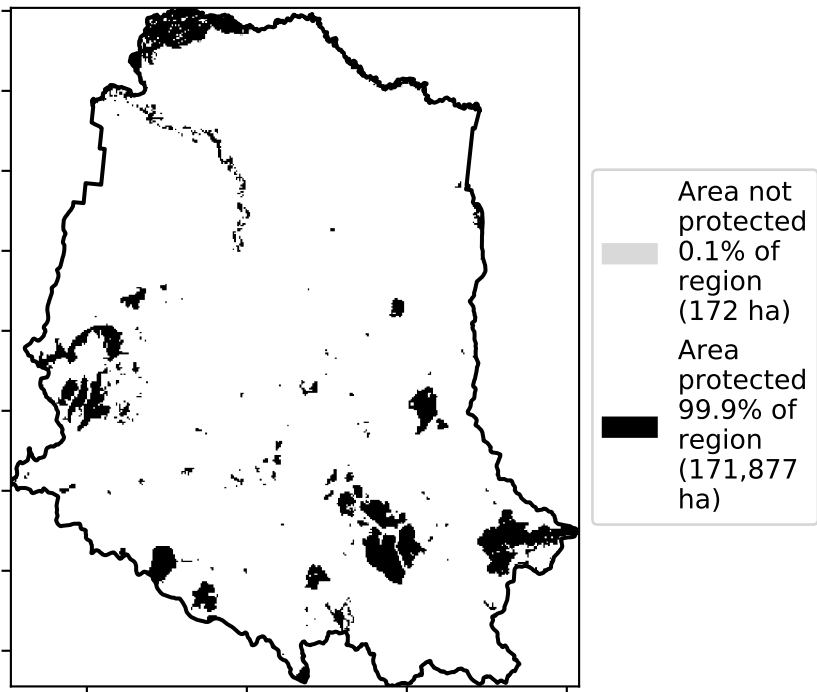 Area not
protected
0.1% of
region
(172 ha)
Area
protected
99.9% of
region
(171,877
ha)